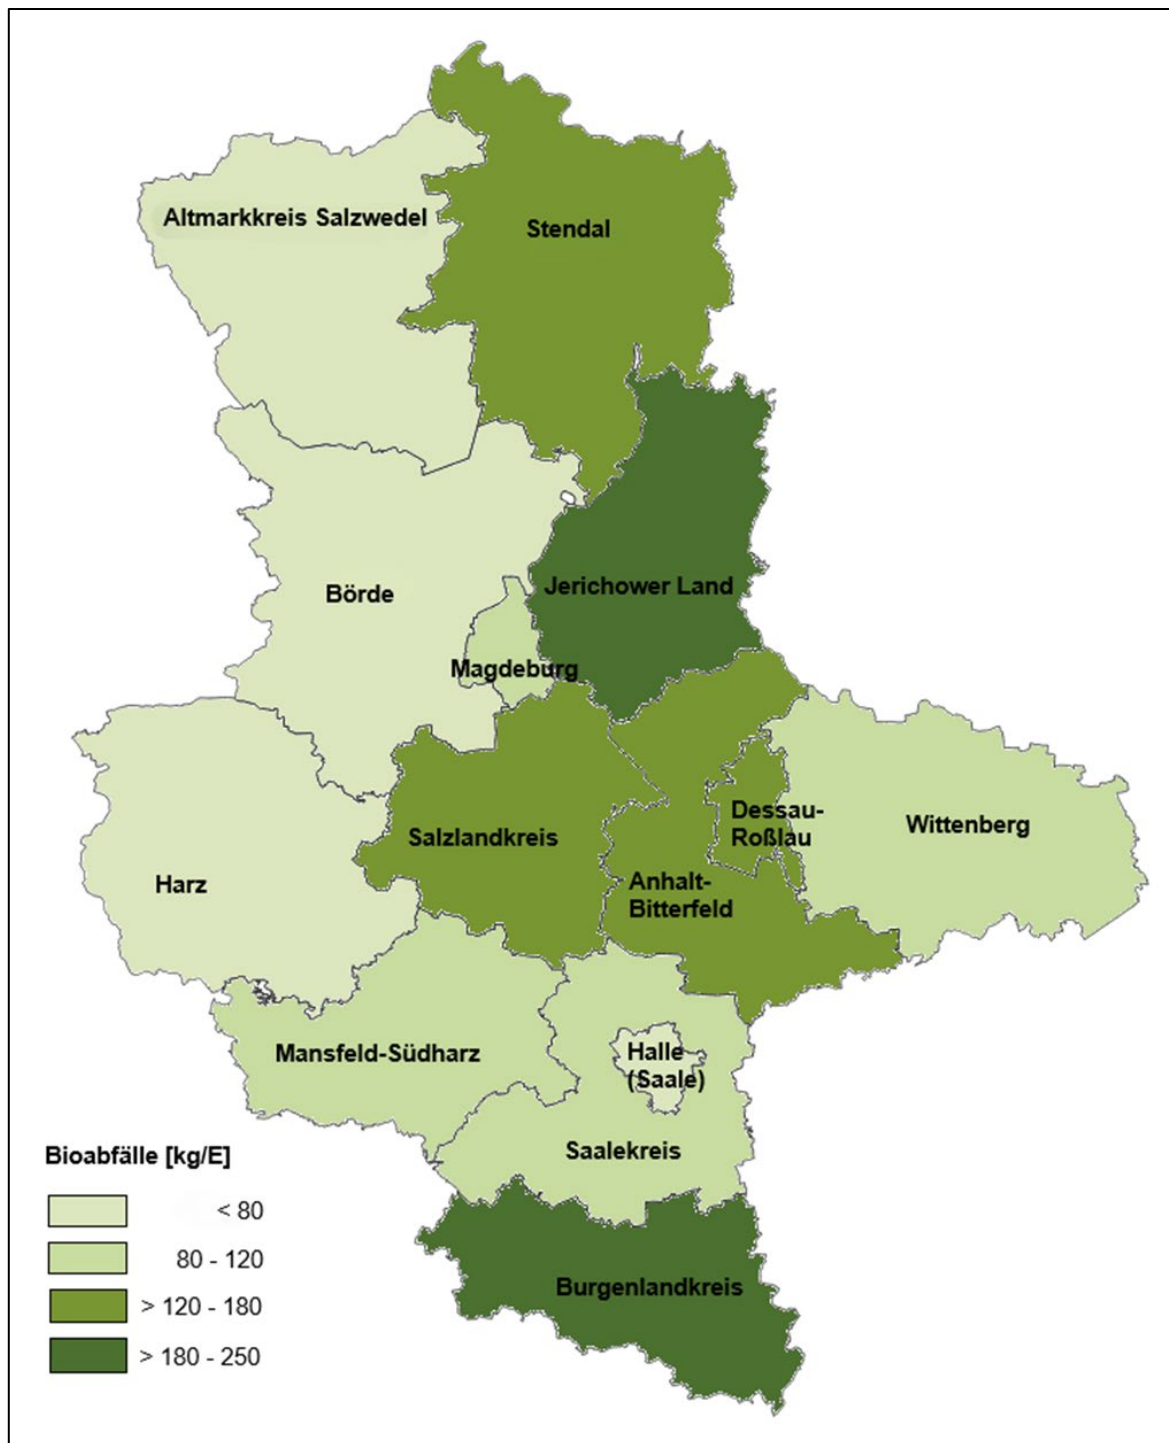 Altmarkkreis Salzwedel
Stendal
Jerichower Land
Börde
Magdeburg
Dessau-
Roßlau
Wittenberg
Salzlandkreis
Harz
Anhalt-
Bitterfeld
Mansfeld-Südharz
Halle
(Saale)
Saalekreis
Burgenlandkreis
Bioabfälle [kg/E]
< 80
80 - 120
> 120 - 180
> 180 - 250